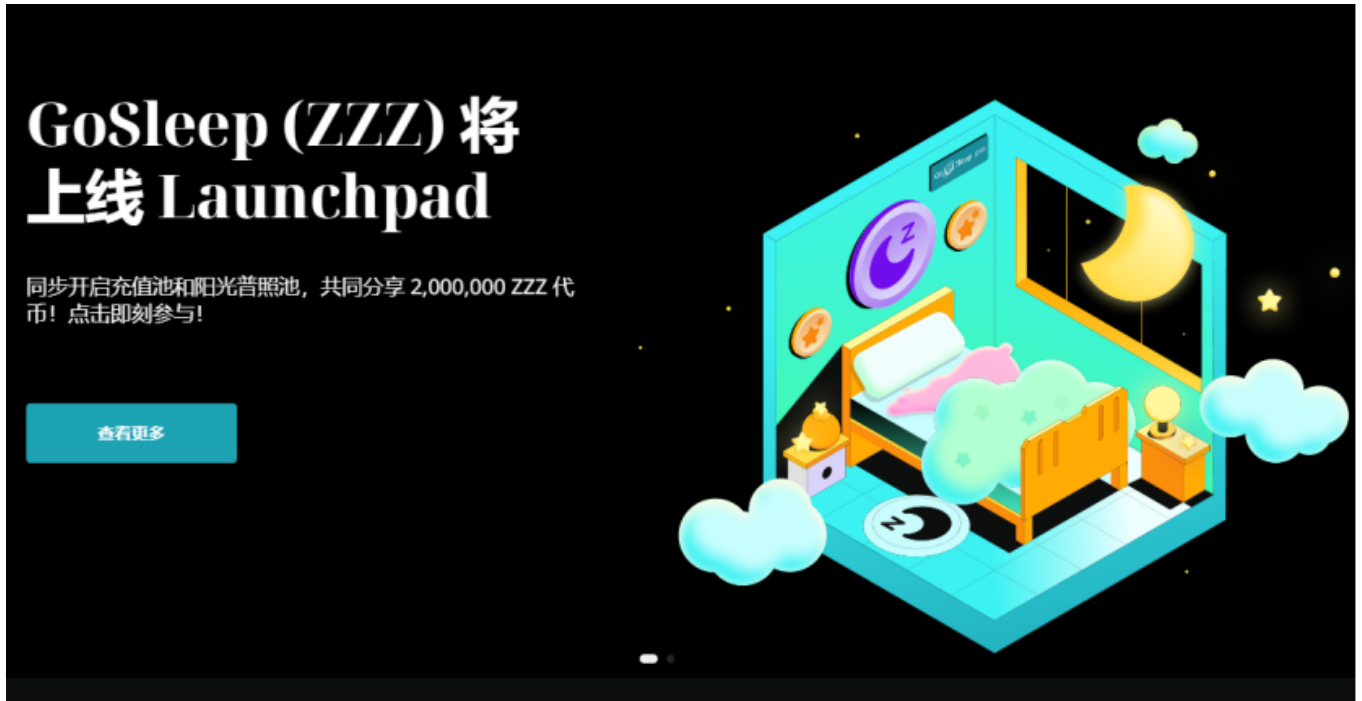 GoSleep (ZZZ) 将
上线 Launchpad
同步开启充值池和阳光普照池，共同分享 2,000,000 ZZZ 代
币！点击即刻参与！
查看更多
Z
Z